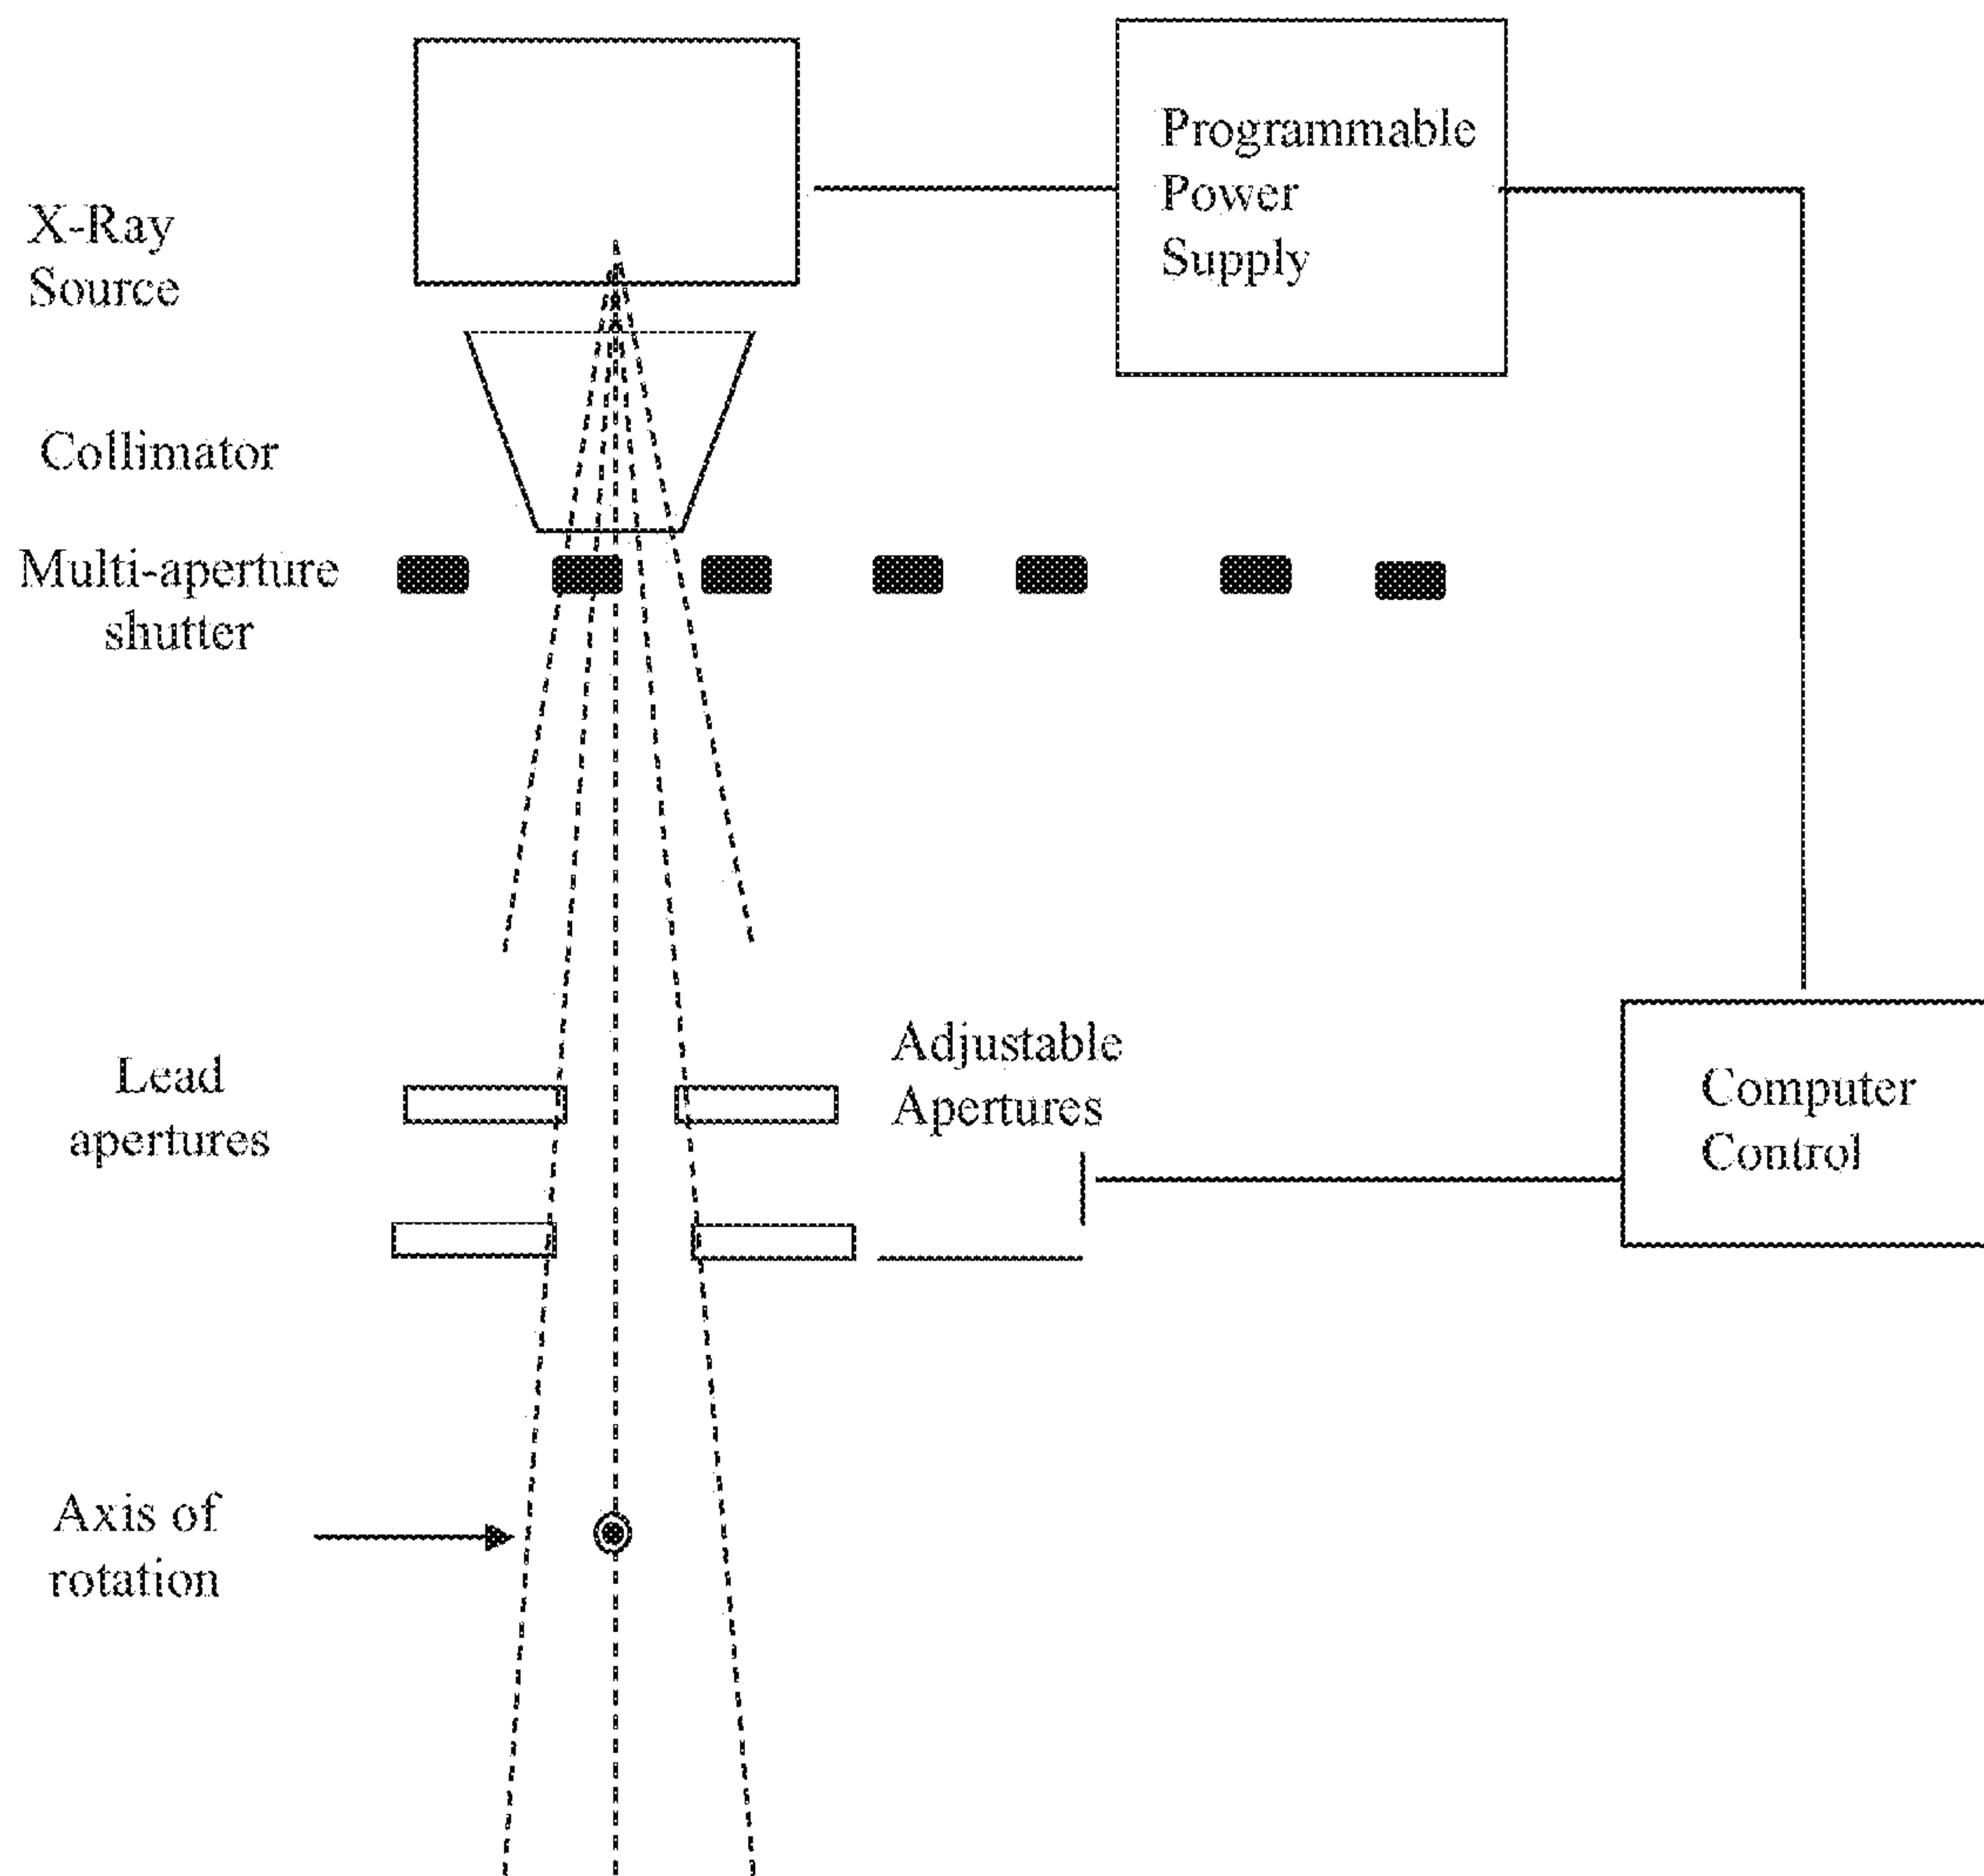 Programmable
Power
Supply
X-Ray
Source
Collimator
Multi-aperture
shutter
Lead
apertures
Adjustable
Apertures
Computer
Control
Axis of
rotation